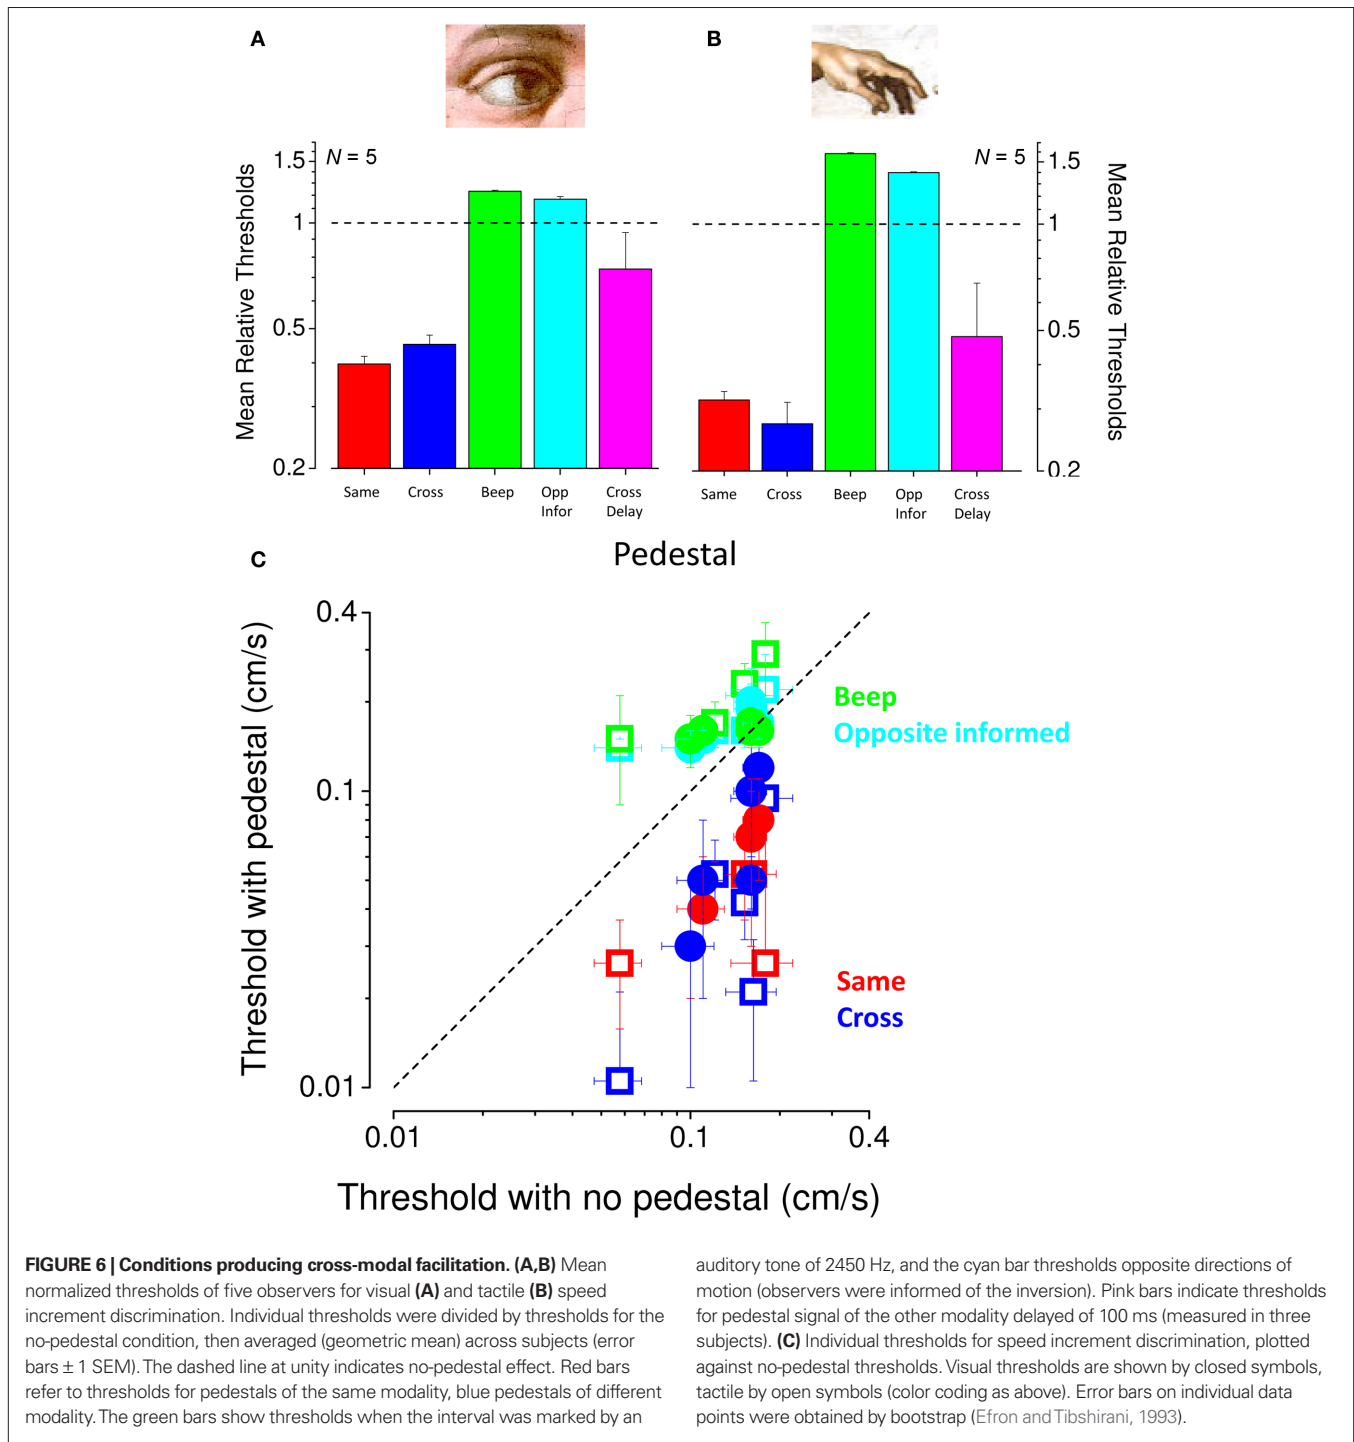 A
B
N = 5
N = 5
1.5
1
0.5
0.2
Mean Relative Thresholds
1.5
1
0.5
0.2
Mean Relative Thresholds
Same Cross Beep Opp Infor Cross Delay
Same Cross Beep Opp Infor Cross Delay
Pedestal
C
0.4
0.1
0.01
Threshold with pedestal (cm/s)
Beep
Opposite informed
Same
Cross
0.01 0.1 0.4
Threshold with no pedestal (cm/s)
FIGURE 6 | Conditions producing cross-modal facilitation. (A,B) Mean
normalized thresholds of five observers for visual (A) and tactile (B) speed
increment discrimination. Individual thresholds were divided by thresholds for the
no-pedestal condition, then averaged (geometric mean) across subjects (error
bars ± 1 SEM). The dashed line at unity indicates no-pedestal effect. Red bars
refer to thresholds for pedestals of the same modality, blue pedestals of different
modality. The green bars show thresholds when the interval was marked by an
auditory tone of 2450 Hz, and the cyan bar thresholds opposite directions of
motion (observers were informed of the inversion). Pink bars indicate thresholds
for pedestal signal of the other modality delayed of 100 ms (measured in three
subjects). (C) Individual thresholds for speed increment discrimination, plotted
against no-pedestal thresholds. Visual thresholds are shown by closed symbols,
tactile by open symbols (color coding as above). Error bars on individual data
points were obtained by bootstrap (Efron and Tibshirani, 1993).